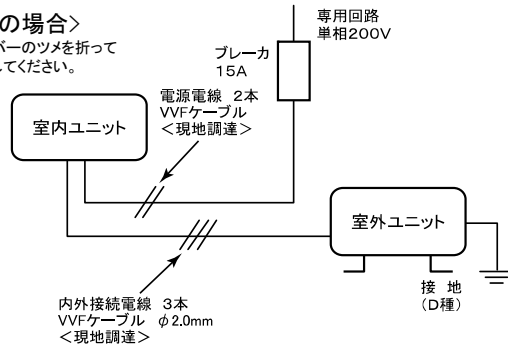 の場合>
バーのツメを折って
てください。
専用回路
単相200V
ブレーカ
15A
電源電線 2本
VVFケーブル
<現地調達>
室内ユニット
室外ユニット
接 地
(D種)
内外接続電線 3本
VVFケーブル φ2.0mm
<現地調達>